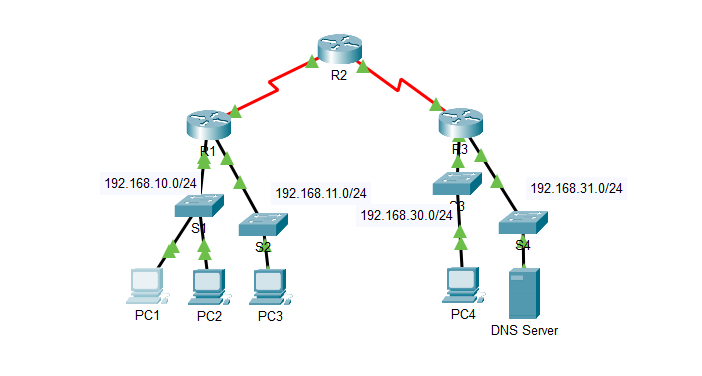 R2
R1
R3
192.168.10.0/24
192.168.11.0/24
192.168.30.0/24
192.168.31.0/24
S1
S2
S4
PC1
PC2
PC3
PC4
DNS Server